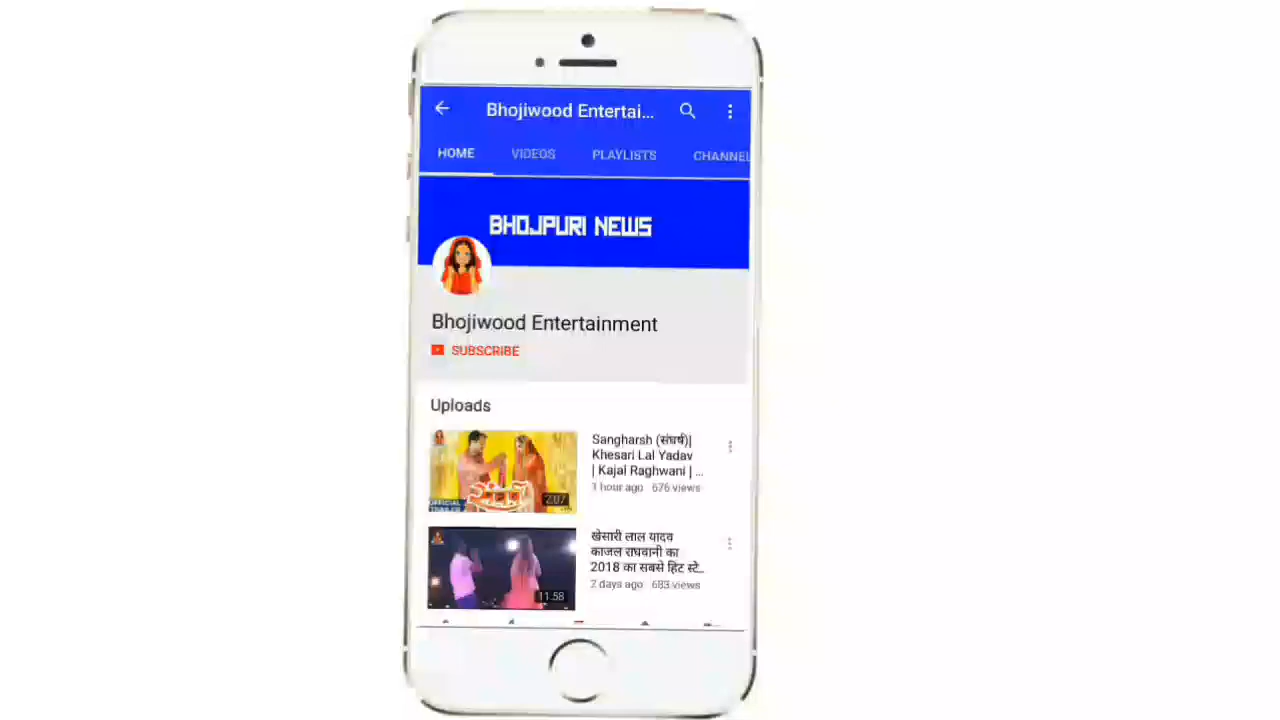 Bhojiwood Entertai...
HOME VIDEOS PLAYLISTS CHANNEL
BHOJPURI NEWS
Bhojiwood Entertainment
SUBSCRIBE
Uploads
Sangharsh (संघर्ष)|
Khesari Lal Yadav
| Kajal Raghwani | ...
1 hour ago 676 views
OFFICIAL
TRAILER
2:07
खेसारी लाल यादव
काजल राघवानी का
2018 का सबसे हिट स्टे...
2 days ago 683 views
11:58